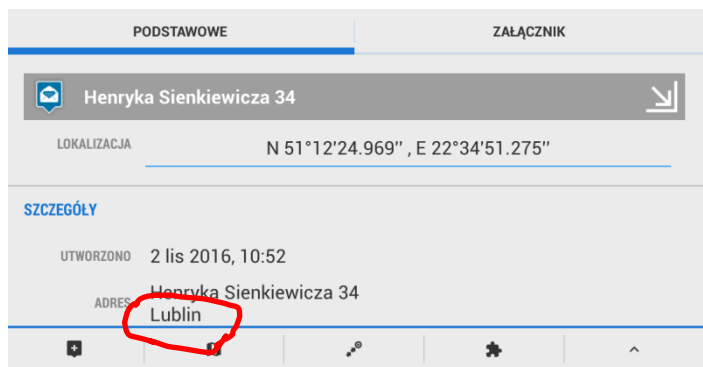 PODSTAWOWE ZAŁĄCZNIK
Henryka Sienkiewicza 34
LOKALIZACJA N 51°12'24.969'' , E 22°34'51.275''
SZCZEGÓŁY
UTWORZONO 2 lis 2016, 10:52
ADRES Henryka Sienkiewicza 34
Lublin